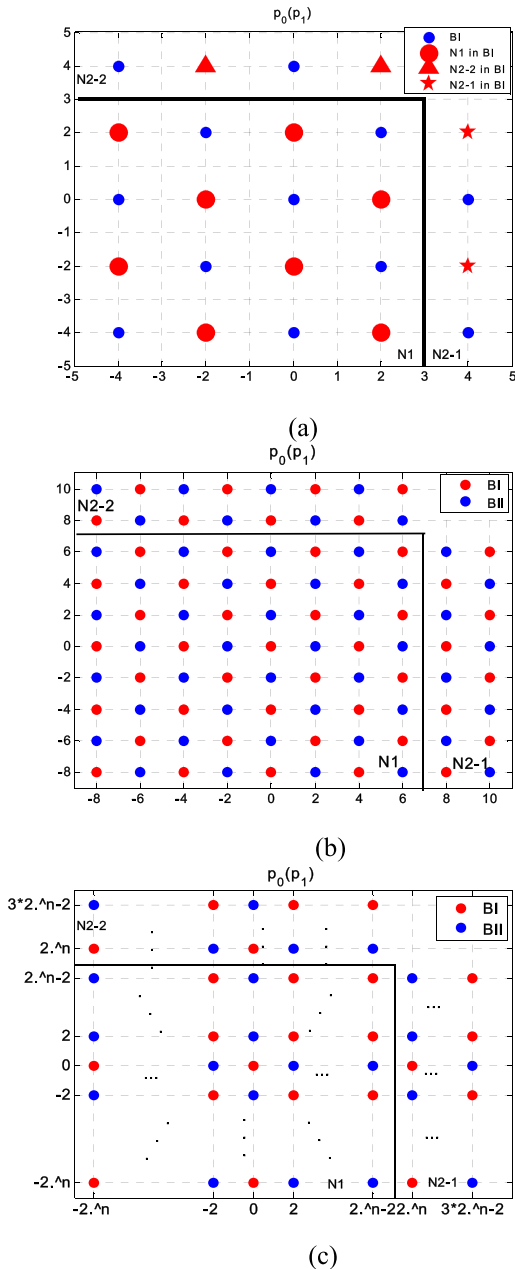 p0(p1)
5
4
3
2
1
0
-1
-2
-3
-4
-5
N2-2
BI
N1 in BI
N2-2 in BI
N2-1 in BI
N1
N2-1
-5 -4 -3 -2 -1 0 1 2 3 4 5
(a)
p0(p1)
10
8
6
4
2
0
-2
-4
-6
-8
N2-2
BI
BII
N1
N2-1
-8 -6 -4 -2 0 2 4 6 8 10
(b)
p0(p1)
3*2.^n-2
2.^n
2.^n-2
2
0
-2
-2.^n
N2-2
BI
BII
...
...
...
...
...
N1
N2-1
-2.^n -2 0 2 2.^n-22.^n 3*2.^n-2
(c)